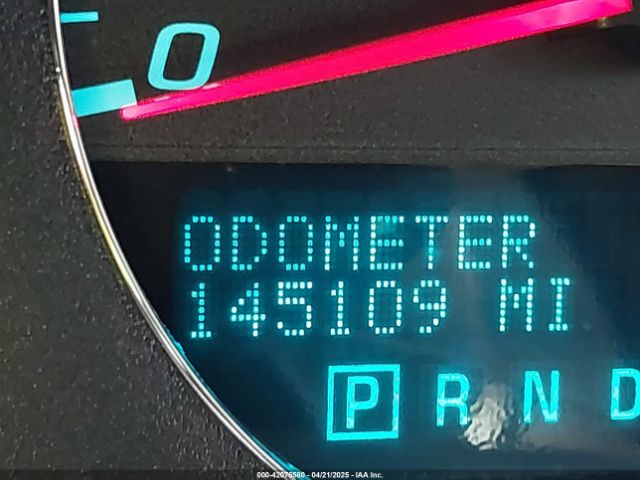 0
ODOMETER
145109 MI
P R N D
000-42076580 - 04/21/2025 - IAA Inc.